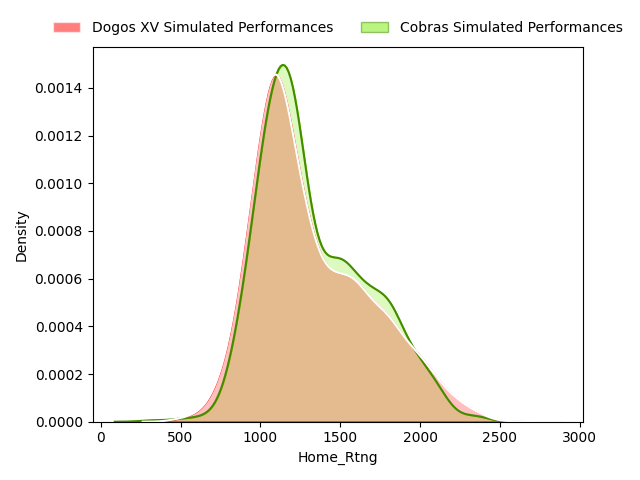 Dogos XV Simulated Performances
Cobras Simulated Performances
0.0014
0.0012
0.0010
0.0008
0.0006
0.0004
0.0002
0.0000
Density
0 500 1000 1500 2000 2500 3000
Home_Rtng